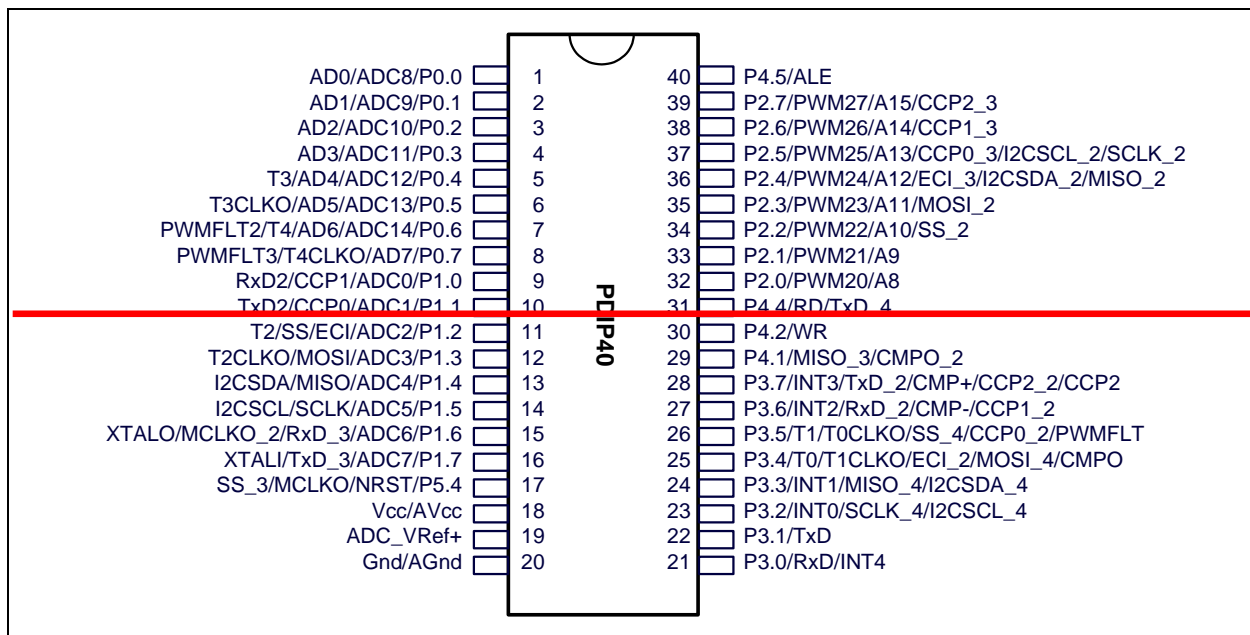 AD0/ADC8/P0.0 1 40 P4.5/ALE
AD1/ADC9/P0.1 2 39 P2.7/PWM27/A15/CCP2_3
AD2/ADC10/P0.2 3 38 P2.6/PWM26/A14/CCP1_3
AD3/ADC11/P0.3 4 37 P2.5/PWM25/A13/CCP0_3/I2CSCL_2/SCLK_2
T3/AD4/ADC12/P0.4 5 36 P2.4/PWM24/A12/ECI_3/I2CSDA_2/MISO_2
T3CLKO/AD5/ADC13/P0.5 6 35 P2.3/PWM23/A11/MOSI_2
PWMFLT2/T4/AD6/ADC14/P0.6 7 34 P2.2/PWM22/A10/SS_2
PWMFLT3/T4CLKO/AD7/P0.7 8 33 P2.1/PWM21/A9
RxD2/CCP1/ADC0/P1.0 9 32 P2.0/PWM20/A8
TxD2/CCP0/ADC1/P1.1 10 31 P4.4/RD/TxD_4
T2/SS/ECI/ADC2/P1.2 11 30 P4.2/WR
T2CLKO/MOSI/ADC3/P1.3 12 29 P4.1/MISO_3/CMPO_2
I2CSDA/MISO/ADC4/P1.4 13 28 P3.7/INT3/TxD_2/CMP+/CCP2_2/CCP2
I2CSCL/SCLK/ADC5/P1.5 14 27 P3.6/INT2/RxD_2/CMP-/CCP1_2
XTALO/MCLKO_2/RxD_3/ADC6/P1.6 15 26 P3.5/T1/T0CLKO/SS_4/CCP0_2/PWMFLT
XTALI/TxD_3/ADC7/P1.7 16 25 P3.4/T0/T1CLKO/ECI_2/MOSI_4/CMPO
SS_3/MCLKO/NRST/P5.4 17 24 P3.3/INT1/MISO_4/I2CSDA_4
Vcc/AVcc 18 23 P3.2/INT0/SCLK_4/I2CSCL_4
ADC_VRef+ 19 22 P3.1/TxD
Gnd/AGnd 20 21 P3.0/RxD/INT4
PDIP40